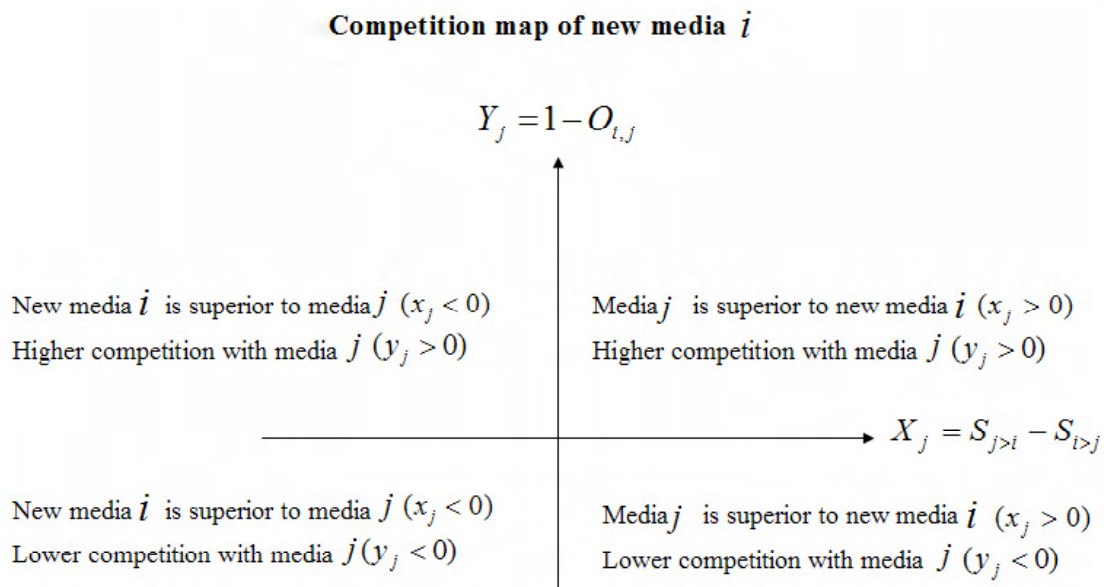 Competition map of new media i
Y_j = 1 − O_{i,j}
New media i is superior to media j (x_j < 0)
Higher competition with media j (y_j > 0)
Media j is superior to new media i (x_j > 0)
Higher competition with media j (y_j > 0)
X_j = S_{j>i} − S_{i>j}
New media i is superior to media j (x_j < 0)
Lower competition with media j (y_j < 0)
Media j is superior to new media i (x_j > 0)
Lower competition with media j (y_j < 0)